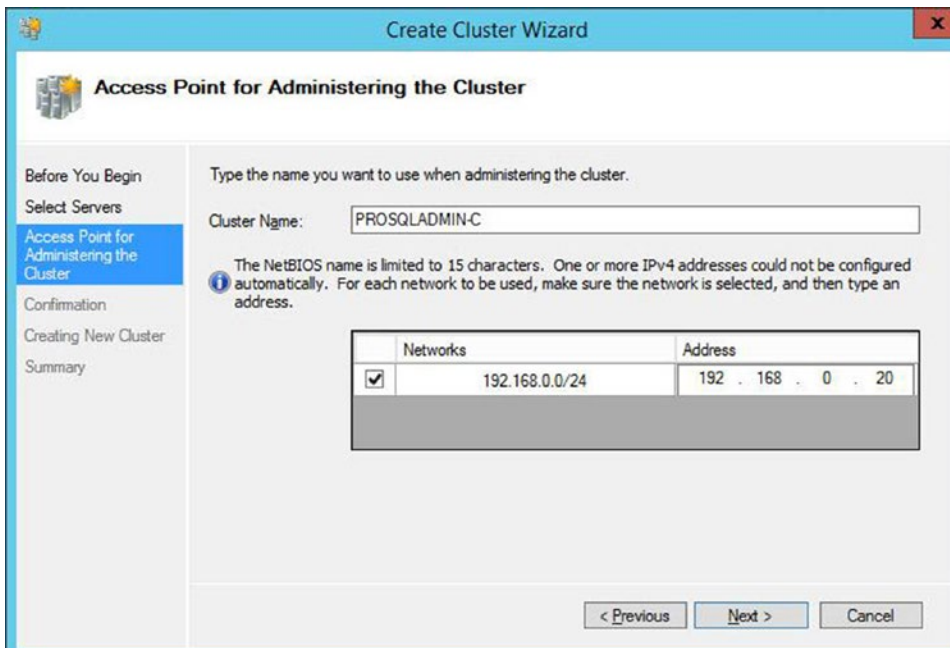 Create Cluster Wizard
x
Access Point for Administering the Cluster
Before You Begin
Select Servers
Access Point for
Administering the
Cluster
Confirmation
Creating New Cluster
Summary
Type the name you want to use when administering the cluster.
Cluster Name: PROSQLADMIN-C
The NetBIOS name is limited to 15 characters. One or more IPv4 addresses could not be configured
automatically. For each network to be used, make sure the network is selected, and then type an
address.
Networks Address
192.168.0.0/24 192 . 168 . 0 . 20
< Previous Next > Cancel